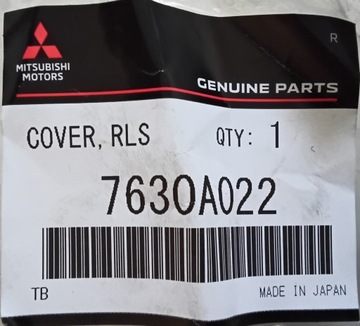 R
MITSUBISHI
MOTORS
GENUINE PARTS
COVER, RLS QTY: 1
7630A022
TB MADE IN JAPAN